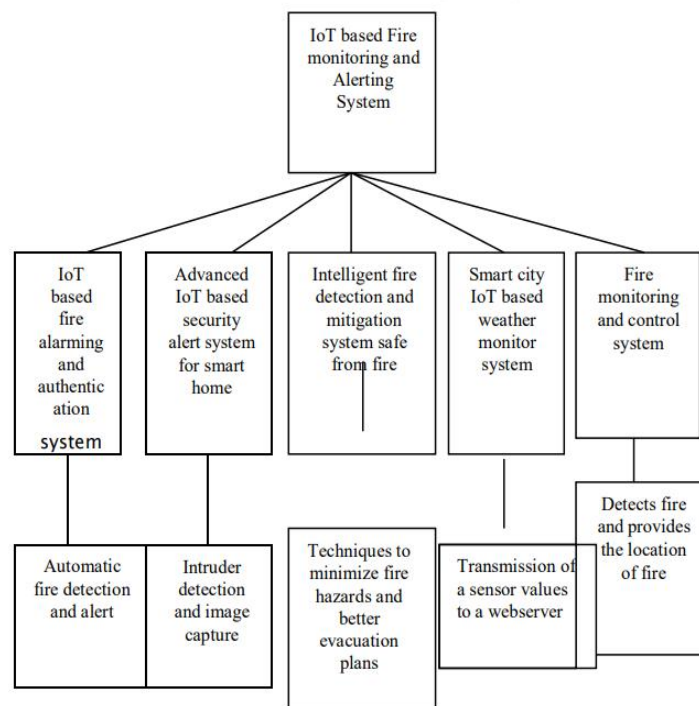 IoT based Fire
monitoring and
Alerting
System
IoT
based
fire
alarming
and
authentic
ation
system
Advanced
IoT based
security
alert system
for smart
home
Intelligent fire
detection and
mitigation
system safe
from fire
Smart city
IoT based
weather
monitor
system
Fire
monitoring
and control
system
Automatic
fire detection
and alert
Intruder
detection
and image
capture
Techniques to
minimize fire
hazards and
better
evacuation
plans
Transmission of
a sensor values
to a webserver
Detects fire
and provides
the location
of fire